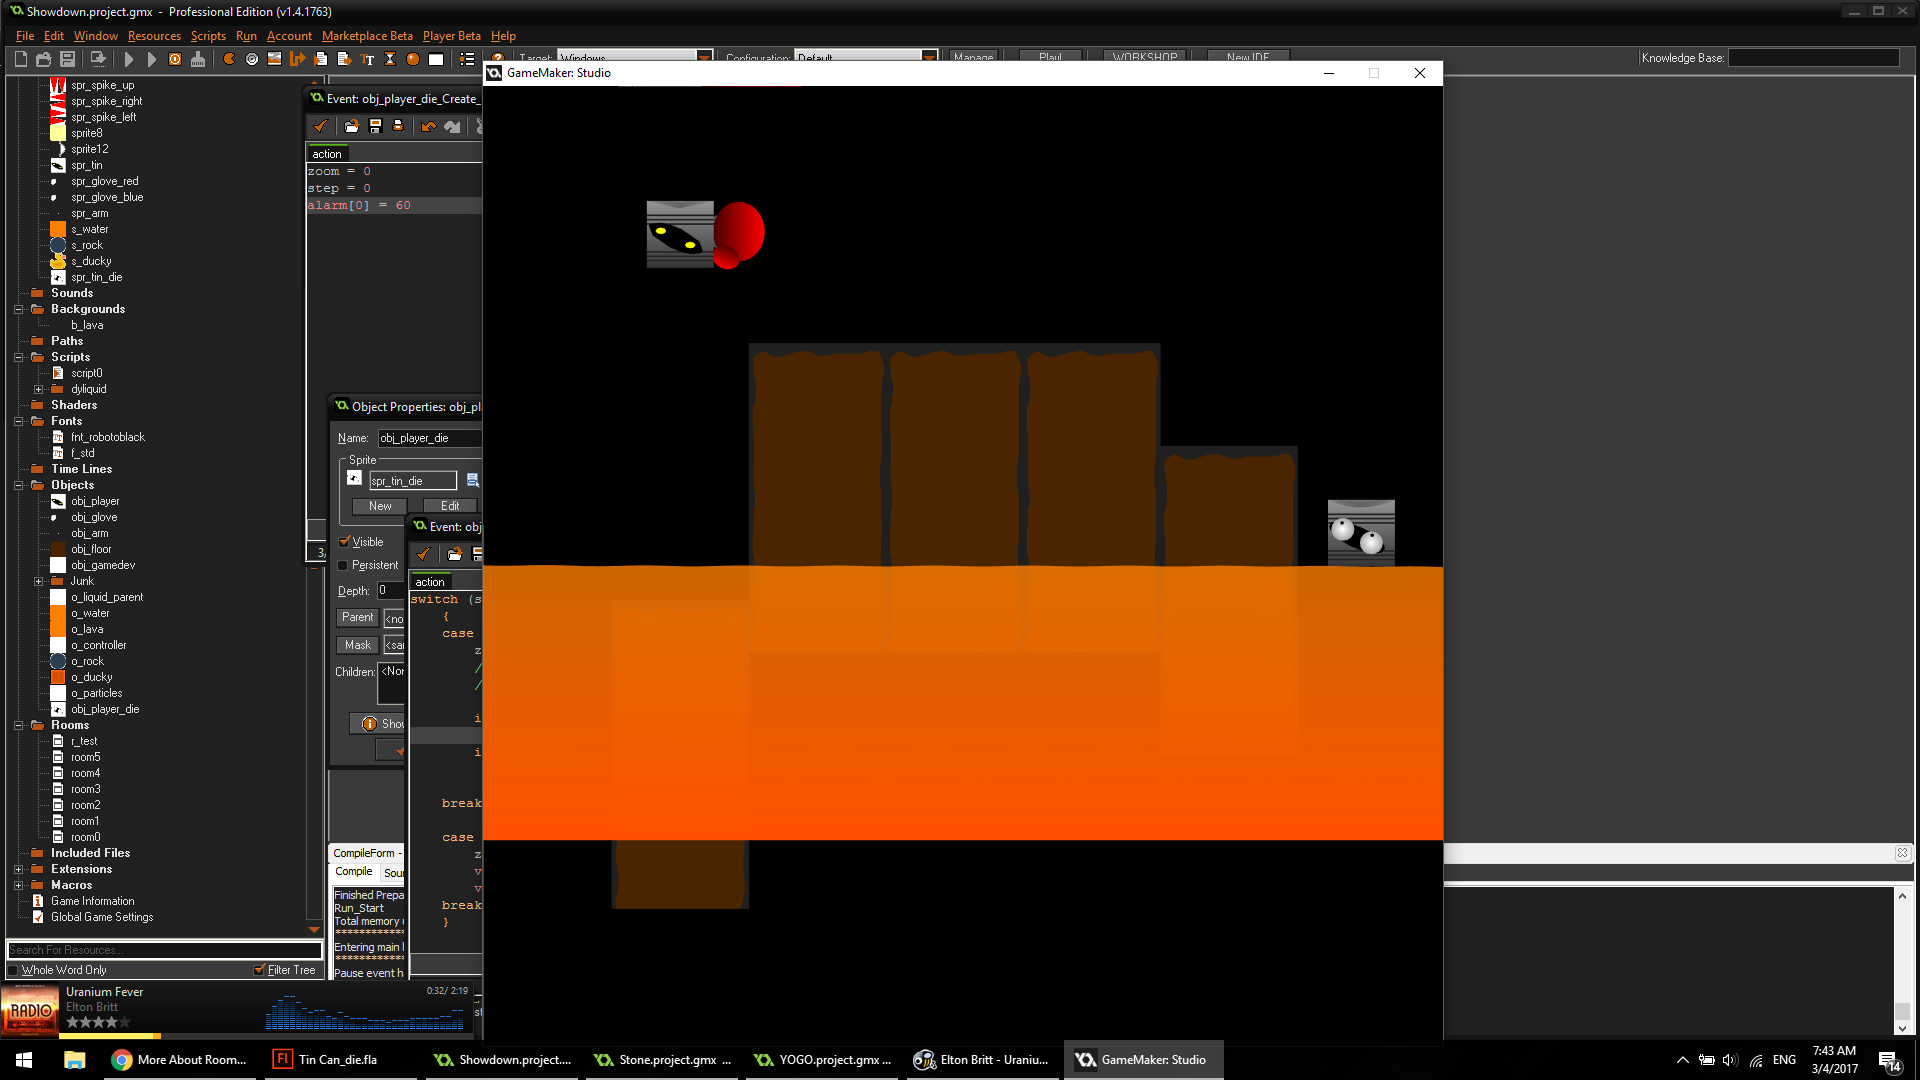 Showdown.project.gmx - Professional Edition (v1.4.1763)
File Edit Window Resources Scripts Run Account Marketplace Beta Player Beta Help
Target: Windows Configuration: Default Manage Play! WORKSHOP New IDE Knowledge Base:
GameMaker: Studio
spr_spike_up
spr_spike_right
spr_spike_left
sprite8
sprite12
spr_tin
spr_glove_red
spr_glove_blue
spr_arm
s_water
s_rock
s_ducky
spr_tin_die
Sounds
Backgrounds
b_lava
Paths
Scripts
script0
dyliquid
Shaders
Fonts
fnt_robotoblack
f_std
Time Lines
Objects
obj_player
obj_glove
obj_arm
obj_floor
obj_gamedev
Junk
o_liquid_parent
o_water
o_lava
o_controller
o_rock
o_ducky
o_particles
obj_player_die
Rooms
r_test
room5
room4
room3
room2
room1
room0
Included Files
Extensions
Macros
Game Information
Global Game Settings
Search For Resources...
Whole Word Only Filter Tree
Event: obj_player_die_Create_
action
zoom = 0
step = 0
alarm[0] = 60
3/
Object Properties: obj_pl
Name: obj_player_die
Sprite
spr_tin_die
New Edit
Visible
Persistent
Depth: 0
Parent <no
Mask <sa
Children: <Non
Show
Event: obj
action
switch (s
{
case
z
/
/
i
i
break
case
z
v
v
break
}
CompileForm -
Compile Sour
Finished Prepa
Run_Start
Total memory u
************
Entering main l
************
Pause event h
st
Uranium Fever
Elton Britt
0:32/ 2:19
RADIO
More About Room...
Fl Tin Can_die.fla
Showdown.project....
Stone.project.gmx ...
YOGO.project.gmx ...
Elton Britt - Uraniu...
GameMaker: Studio
ENG
7:43 AM
3/4/2017
14